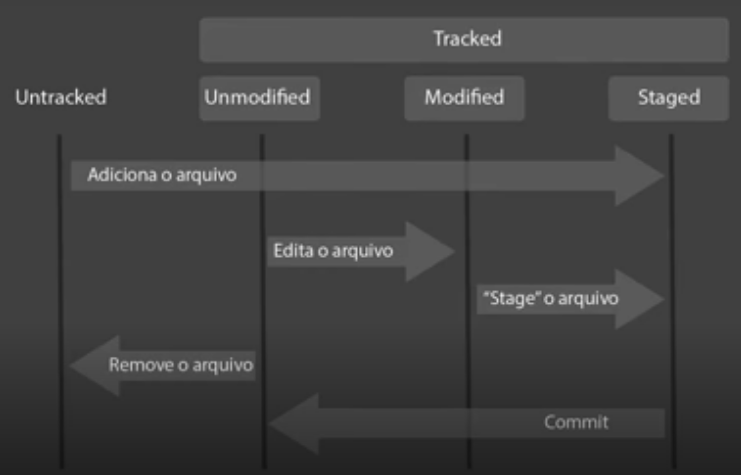 Tracked
Untracked Unmodified Modified Staged
Adiciona o arquivo
Edita o arquivo
“Stage” o arquivo
Remove o arquivo
Commit